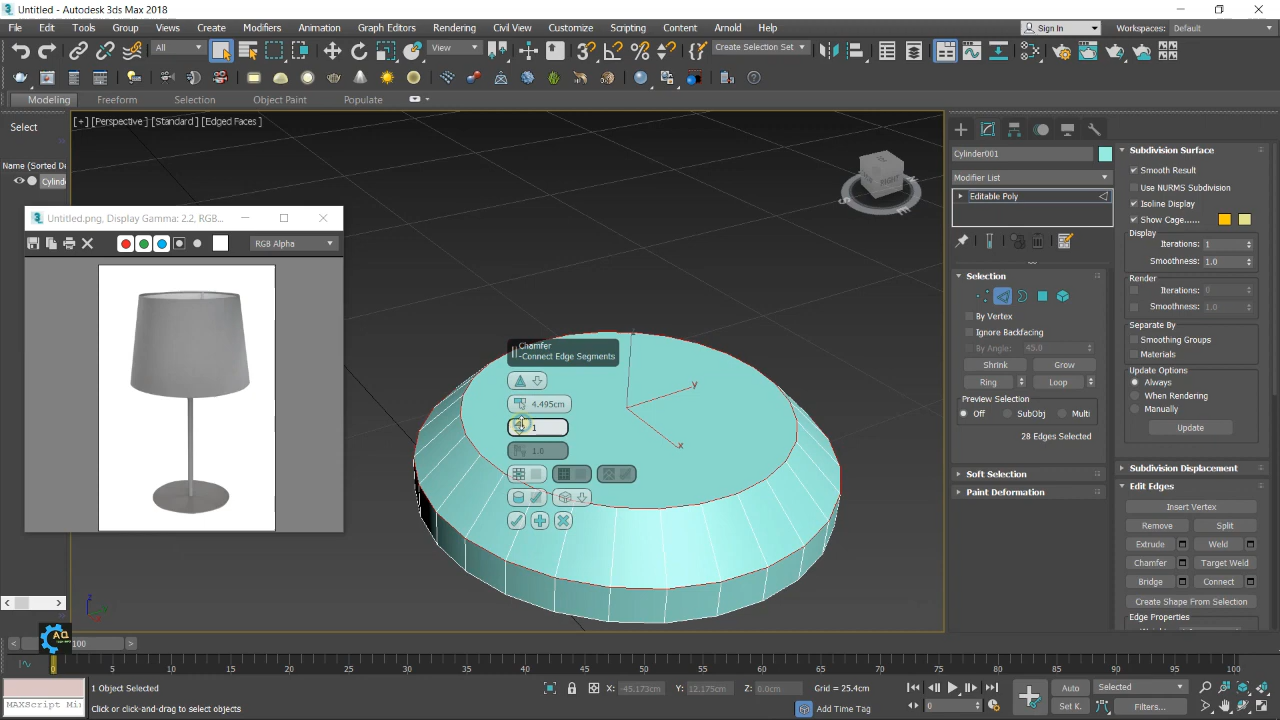 Untitled - Autodesk 3ds Max 2018
File Edit Tools Group Views Create Modifiers Animation Graph Editors Rendering Civil View Customize Scripting Content Arnold Help
Sign In Workspaces: Default
All View Create Selection Set
Modeling Freeform Selection Object Paint Populate
Select
[+] [Perspective ] [Standard ] [Edged Faces ]
Name (Sorted De
Cylind
Untitled.png, Display Gamma: 2.2, RGB...
RGB Alpha
RIGHT
Chamfer
-Connect Edge Segments
4.495cm
1
1.0
y
x
z
Cylinder001
Modifier List
Editable Poly
Selection
By Vertex
Ignore Backfacing
By Angle: 45.0
Shrink Grow
Ring Loop
Preview Selection
Off SubObj Multi
28 Edges Selected
Soft Selection
Paint Deformation
Subdivision Surface
Smooth Result
Use NURMS Subdivision
Isoline Display
Show Cage......
Display
Iterations: 1
Smoothness: 1.0
Render
Iterations: 0
Smoothness: 1.0
Separate By
Smoothing Groups
Materials
Update Options
Always
When Rendering
Manually
Update
Subdivision Displacement
Edit Edges
Insert Vertex
Remove Split
Extrude Weld
Chamfer Target Weld
Bridge Connect
Create Shape From Selection
Edge Properties
AQ
100
0 5 10 15 20 25 30 35 40 45 50 55 60 65 70 75 80 85 90 95 100
1 Object Selected
X: -45.173cm Y: 12.175cm Z: 0.0cm Grid = 25.4cm
Auto Selected
MAXScript Mi
Click or click-and-drag to select objects
Add Time Tag
0
Set K. Filters...